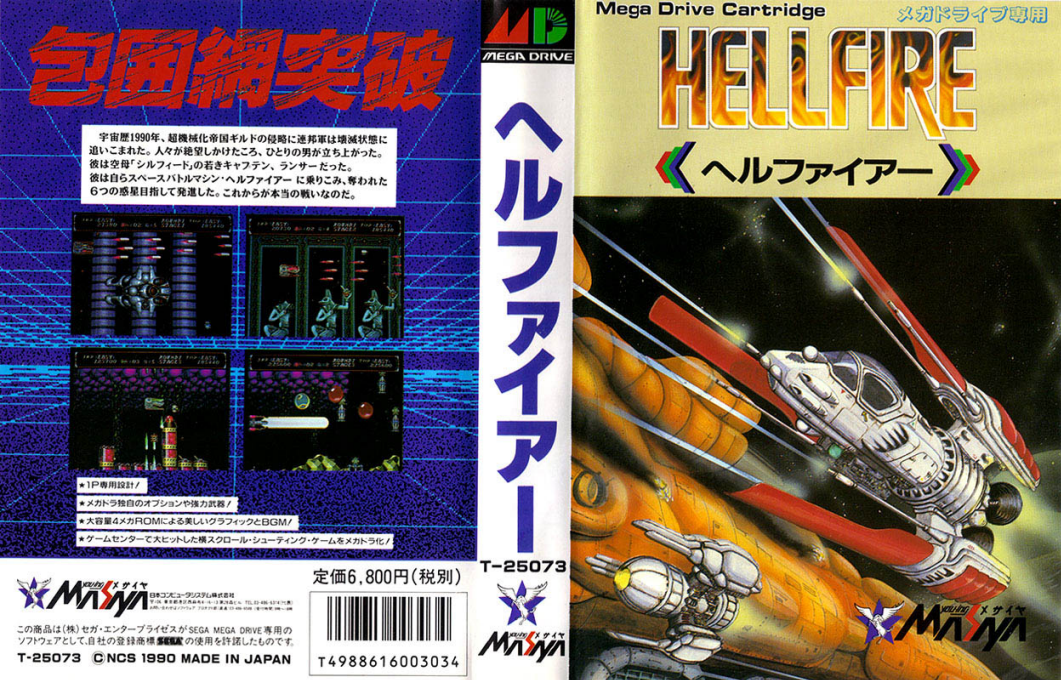 包囲網突破
宇宙歴1990年、超機械化帝国ギルドの侵略に連邦軍は壊滅状態に
追いこまれた。人々が絶望しかけたころ、ひとりの男が立ち上がった。
彼は空母「シルフィード」の若きキャフテン、ランサーだった。
彼は自らスペースバトルマシン・ヘルファイアー に乗りこみ、奪われた
6つの惑星目指して発進した。これからが本当の戦いなのだ。
★1P専用設計!
★メガドラ独自のオプションや強力武器!
★大容量4メガROMによる美しいグラフィックとBGM!
★ゲームセンターで大ヒットした横スクロール・シューティング・ゲームをメガドラ化!
young メサイヤ
MASAYA
日本コンピュータシステム株式会社
定価6,800円(税別)
この商品は(株)セガ・エンタープライゼスがSEGA MEGA DRIVE専用の
ソフトウェアとして、自社の登録商標SEGAの使用を許諾したものです。
T-25073 ©NCS 1990 MADE IN JAPAN
T4988616003034
MD
MEGA DRIVE
ヘルファイアー
T-25073
young メサイヤ
MASAYA
Mega Drive Cartridge
メガドライブ専用
HELLFIRE
ヘルファイアー
young メサイヤ
MASAYA